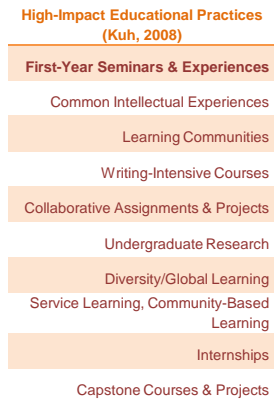 High-Impact Educational Practices
(Kuh, 2008)
First-Year Seminars & Experiences
Common Intellectual Experiences
Learning Communities
Writing-Intensive Courses
Collaborative Assignments & Projects
Undergraduate Research
Diversity/Global Learning
Service Learning, Community-Based
Learning
Internships
Capstone Courses & Projects